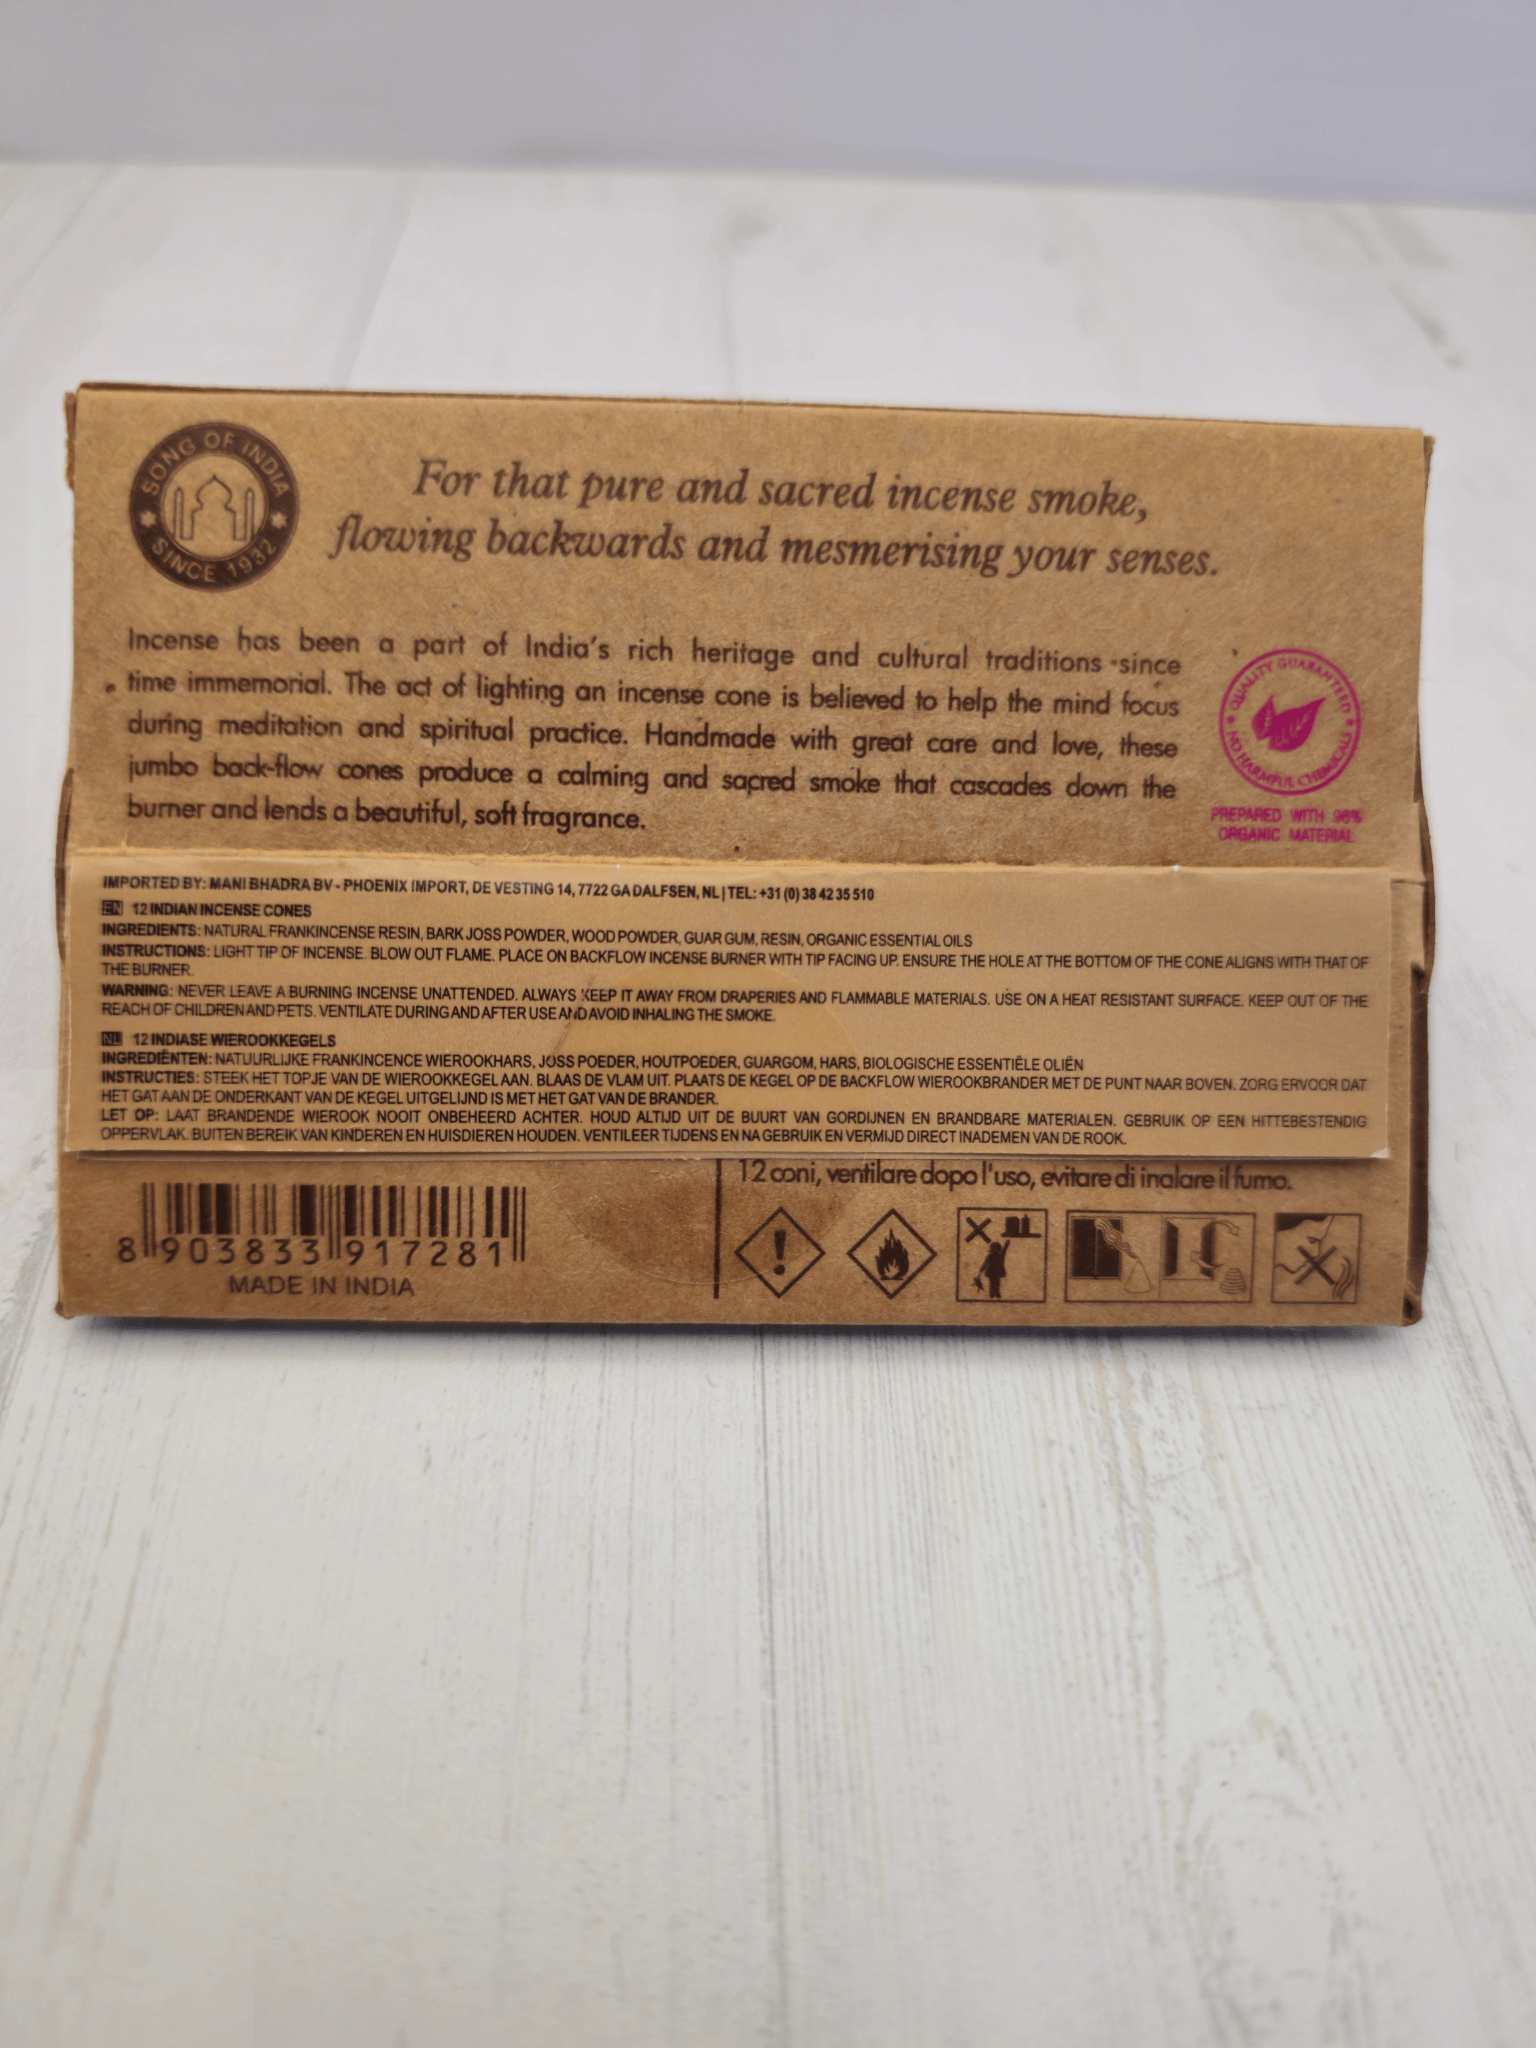 SONG OF INDIA
SINCE 1932
For that pure and sacred incense smoke,
flowing backwards and mesmerising your senses.
Incense has been a part of India's rich heritage and cultural traditions since
time immemorial. The act of lighting an incense cone is believed to help the mind focus
during meditation and spiritual practice. Handmade with great care and love, these
jumbo back-flow cones produce a calming and sacred smoke that cascades down the
burner and lends a beautiful, soft fragrance.
QUALITY GUARANTEED
NO HARMFUL CHEMICALS
PREPARED WITH 96%
ORGANIC MATERIAL
IMPORTED BY: MANI BHADRA BV - PHOENIX IMPORT, DE VESTING 14, 7722 GA DALFSEN, NL | TEL: +31 (0) 38 42 35 510
EN 12 INDIAN INCENSE CONES
INGREDIENTS: NATURAL FRANKINCENSE RESIN, BARK JOSS POWDER, WOOD POWDER, GUAR GUM, RESIN, ORGANIC ESSENTIAL OILS
INSTRUCTIONS: LIGHT TIP OF INCENSE. BLOW OUT FLAME. PLACE ON BACKFLOW INCENSE BURNER WITH TIP FACING UP. ENSURE THE HOLE AT THE BOTTOM OF THE CONE ALIGNS WITH THAT OF
THE BURNER.
WARNING: NEVER LEAVE A BURNING INCENSE UNATTENDED. ALWAYS KEEP IT AWAY FROM DRAPERIES AND FLAMMABLE MATERIALS. USE ON A HEAT RESISTANT SURFACE. KEEP OUT OF THE
REACH OF CHILDREN AND PETS. VENTILATE DURING AND AFTER USE AND AVOID INHALING THE SMOKE.
NL 12 INDIASE WIEROOKKEGELS
INGREDIËNTEN: NATUURLIJKE FRANKINCENCE WIEROOKHARS, JOSS POEDER, HOUTPOEDER, GUARGOM, HARS, BIOLOGISCHE ESSENTIËLE OLIËN
INSTRUCTIES: STEEK HET TOPJE VAN DE WIEROOKKEGEL AAN. BLAAS DE VLAM UIT. PLAATS DE KEGEL OP DE BACKFLOW WIEROOKBRANDER MET DE PUNT NAAR BOVEN. ZORG ERVOOR DAT
HET GAT AAN DE ONDERKANT VAN DE KEGEL UITGELIJND IS MET HET GAT VAN DE BRANDER.
LET OP: LAAT BRANDENDE WIEROOK NOOIT ONBEHEERD ACHTER. HOUD ALTIJD UIT DE BUURT VAN GORDIJNEN EN BRANDBARE MATERIALEN. GEBRUIK OP EEN HITTEBESTENDIG
OPPERVLAK. BUITEN BEREIK VAN KINDEREN EN HUISDIEREN HOUDEN. VENTILEER TIJDENS EN NA GEBRUIK EN VERMIJD DIRECT INADEMEN VAN DE ROOK.
12 coni, ventilare dopo l'uso, evitare di inalare il fumo.
8 903833 917281
MADE IN INDIA